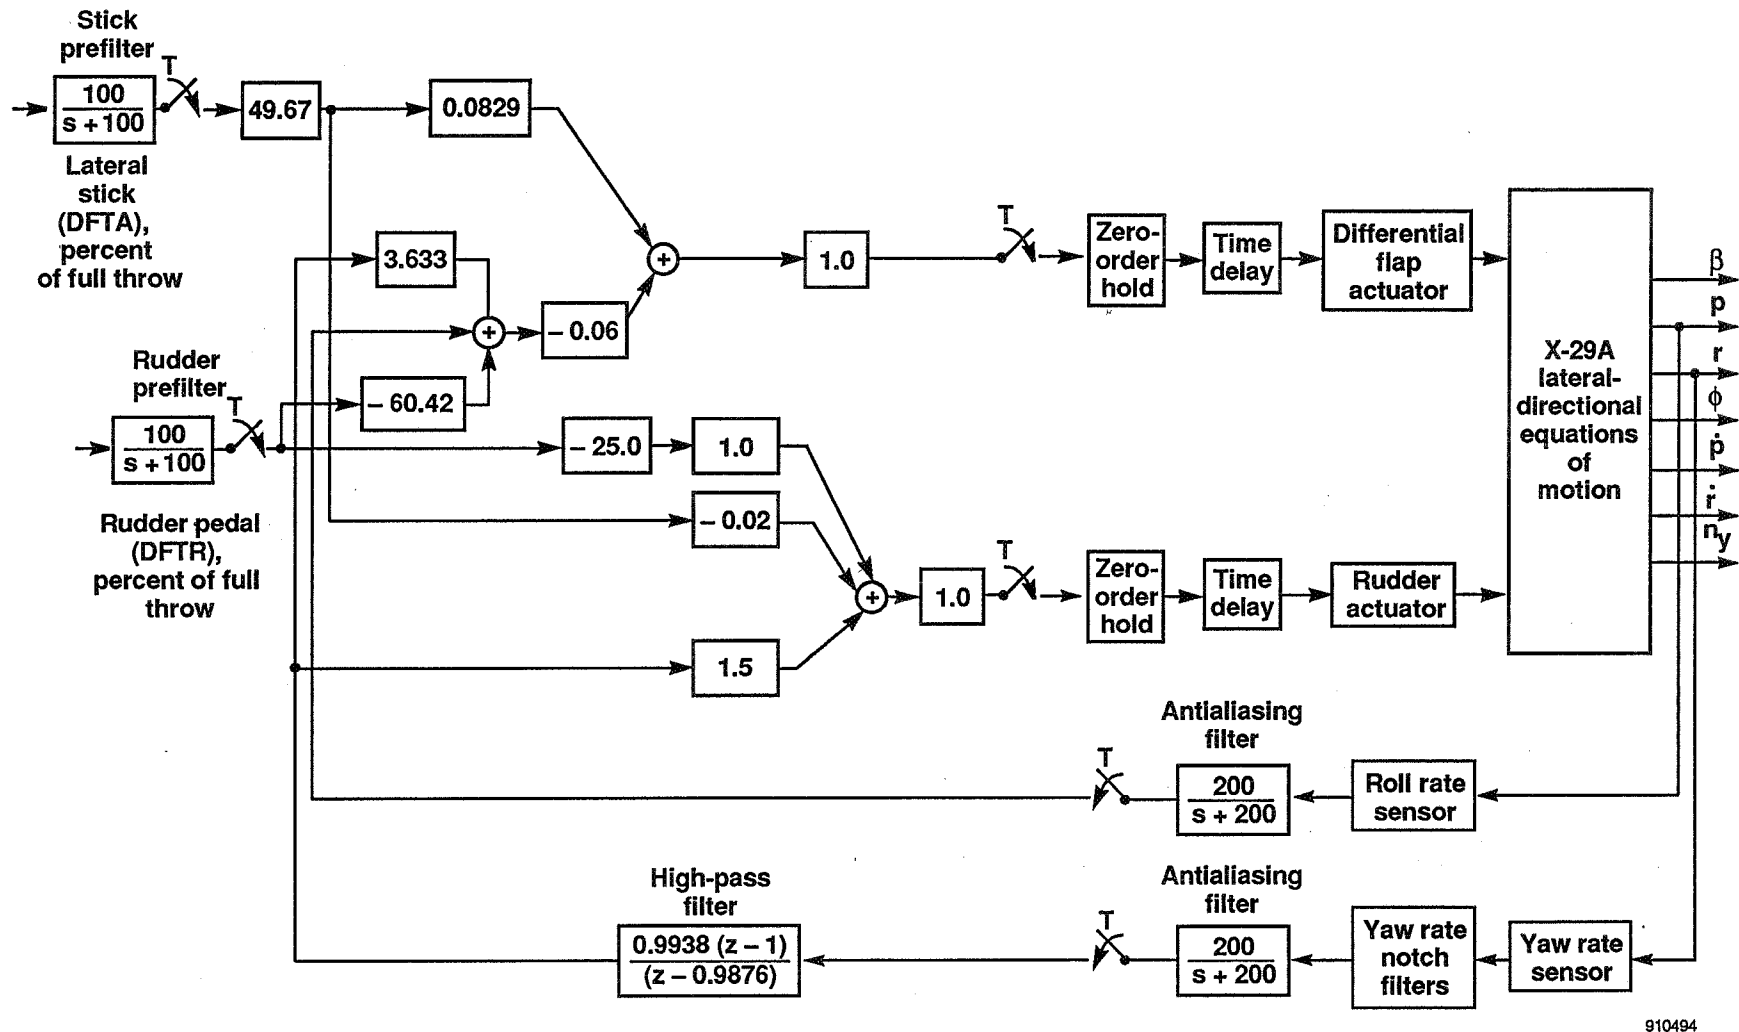 Stick
prefilter
T
100
s + 100
49.67
0.0829
Lateral
stick
(DFTA),
percent
of full throw
3.633
– 0.06
– 60.42
+
+
1.0
T
Zero-
order
hold
Time
delay
Differential
flap
actuator
X-29A
lateral-
directional
equations
of
motion
β
p
r
ϕ
ṗ
ṙ
n_y
Rudder
prefilter
T
100
s + 100
Rudder pedal
(DFTR),
percent of full
throw
– 25.0
1.0
– 0.02
1.5
+
1.0
T
Zero-
order
hold
Time
delay
Rudder
actuator
Antialiasing
filter
T
200
s + 200
Roll rate
sensor
High-pass
filter
0.9938 (z – 1)
(z – 0.9876)
Antialiasing
filter
T
200
s + 200
Yaw rate
notch
filters
Yaw rate
sensor
910494